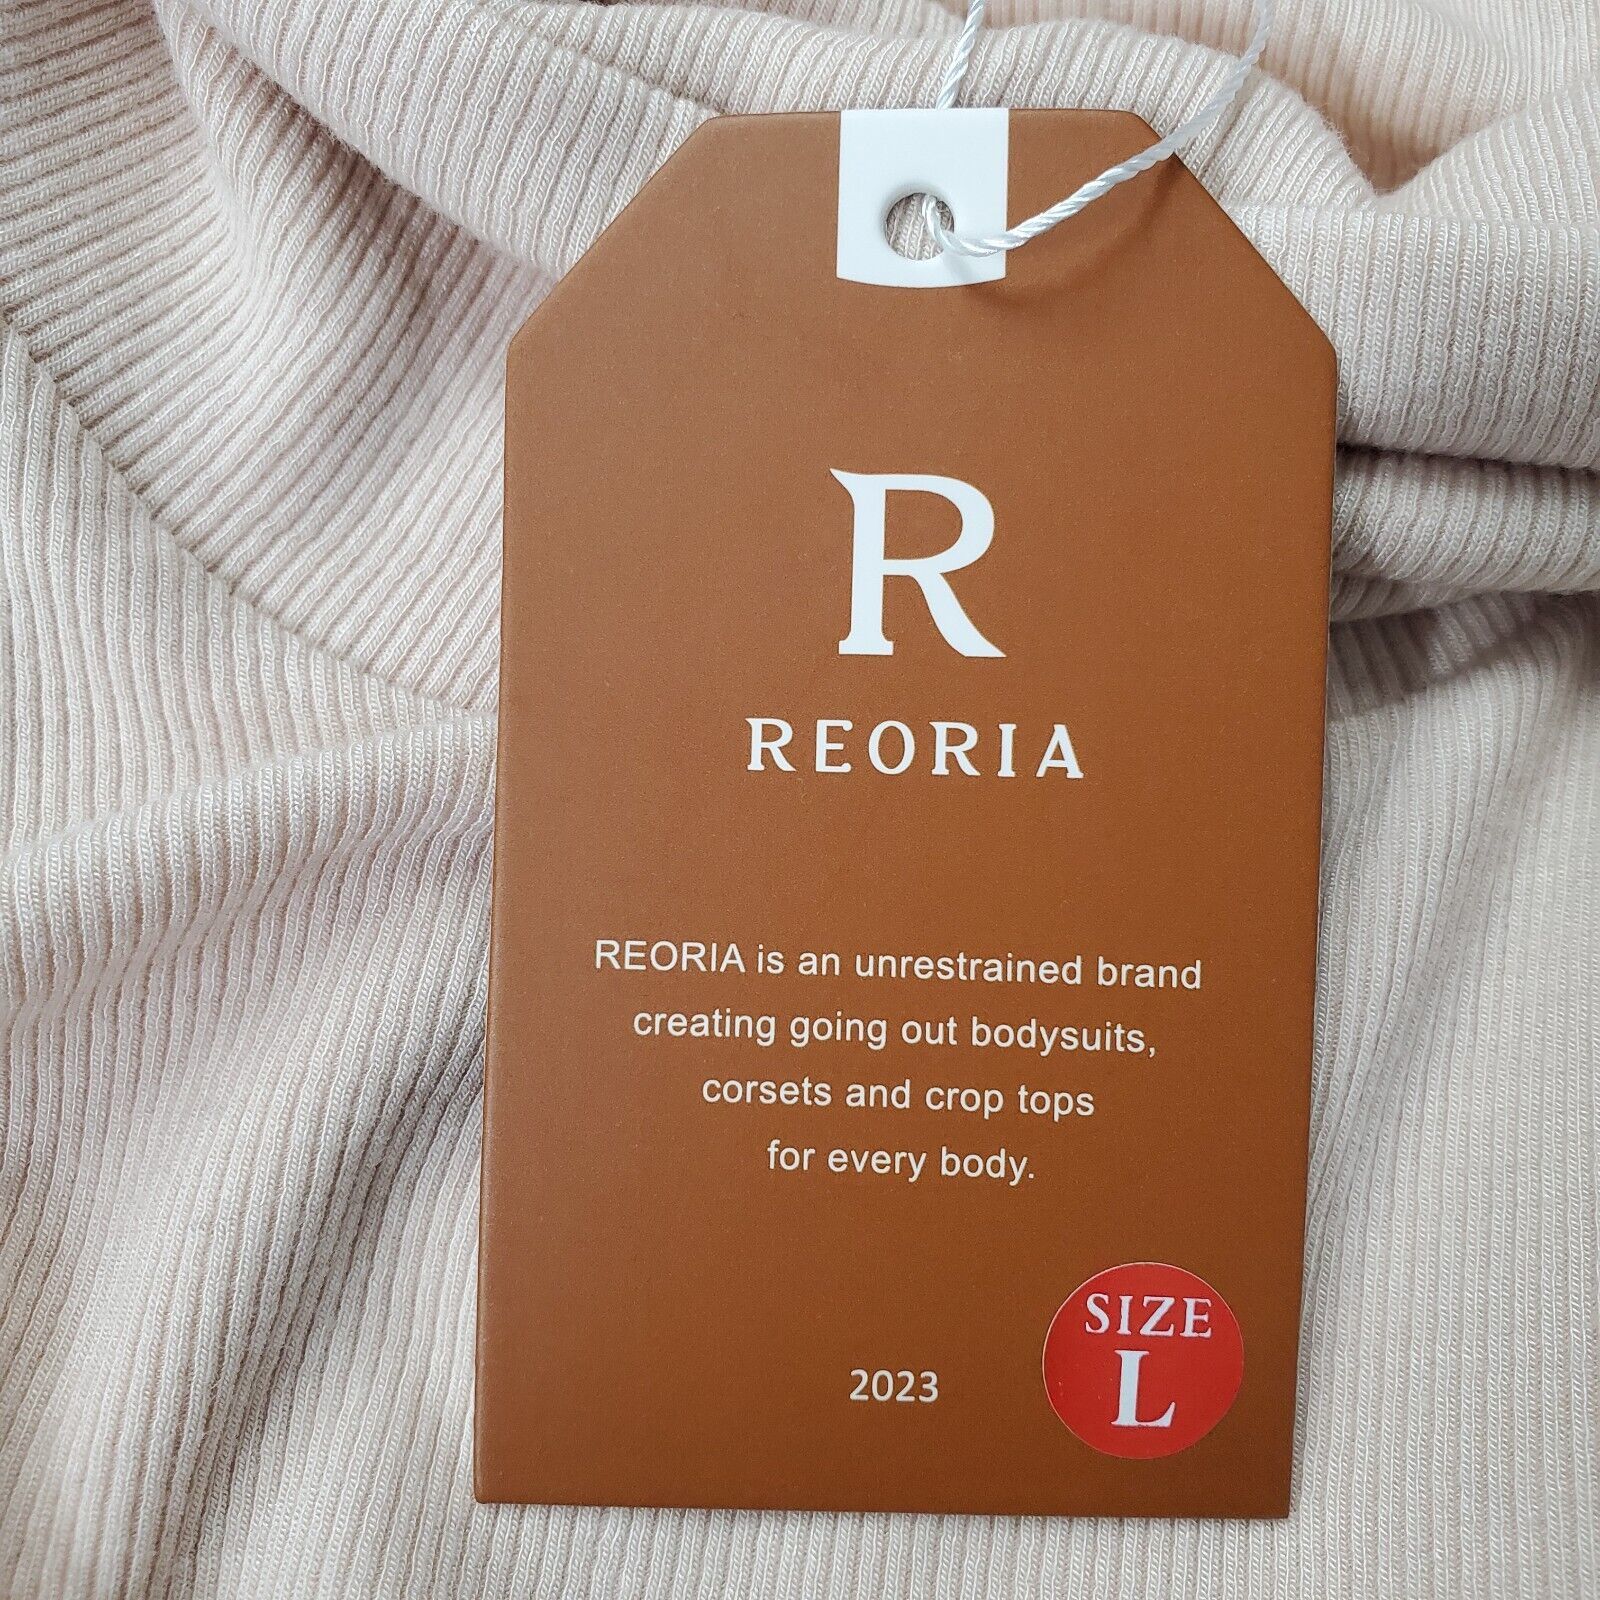 R
REORIA
REORIA is an unrestrained brand
creating going out bodysuits,
corsets and crop tops
for every body.
2023
SIZE
L